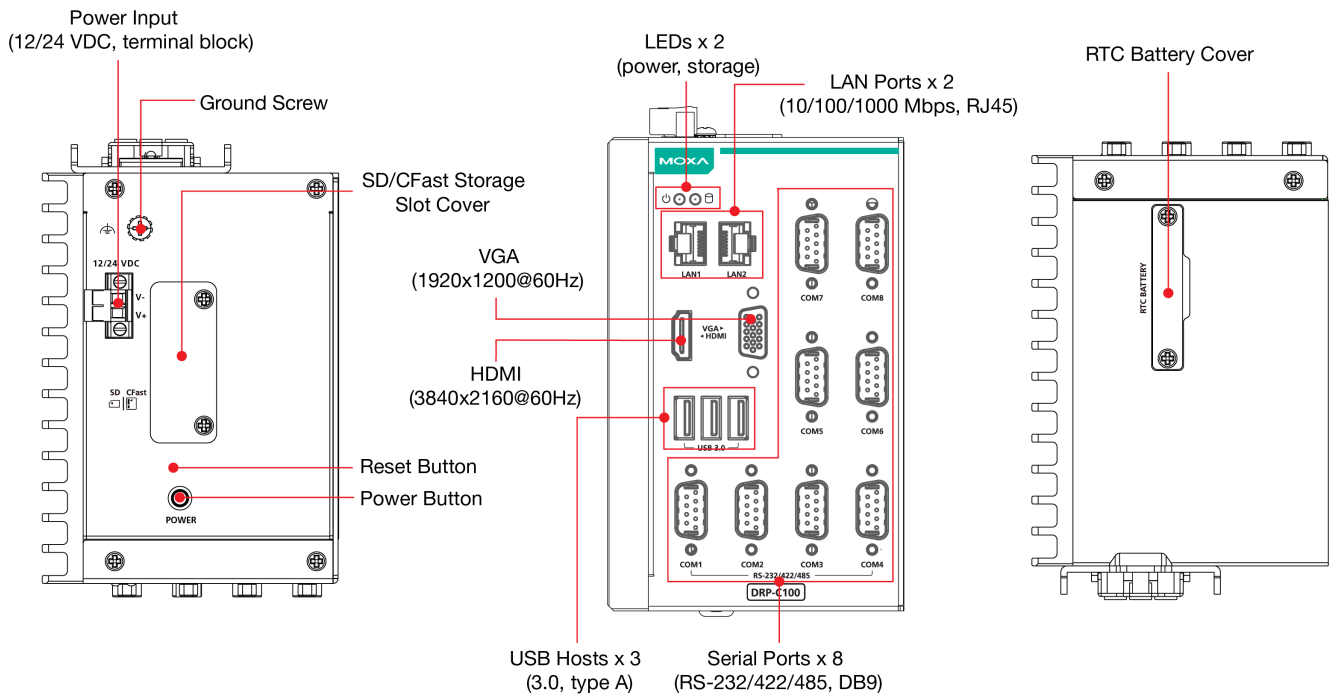 Power Input
(12/24 VDC, terminal block)
Ground Screw
SD/CFast Storage
Slot Cover
12/24 VDC
V-
V+
SD CFast
Reset Button
Power Button
POWER
LEDs x 2
(power, storage)
LAN Ports x 2
(10/100/1000 Mbps, RJ45)
VGA
(1920x1200@60Hz)
HDMI
(3840x2160@60Hz)
MOXA
LAN1 LAN2
COM7 COM8
VGA
HDMI
COM5 COM6
USB 3.0
COM1 COM2 COM3 COM4
RS-232/422/485
DRP-C100
USB Hosts x 3
(3.0, type A)
Serial Ports x 8
(RS-232/422/485, DB9)
RTC Battery Cover
RTC BATTERY